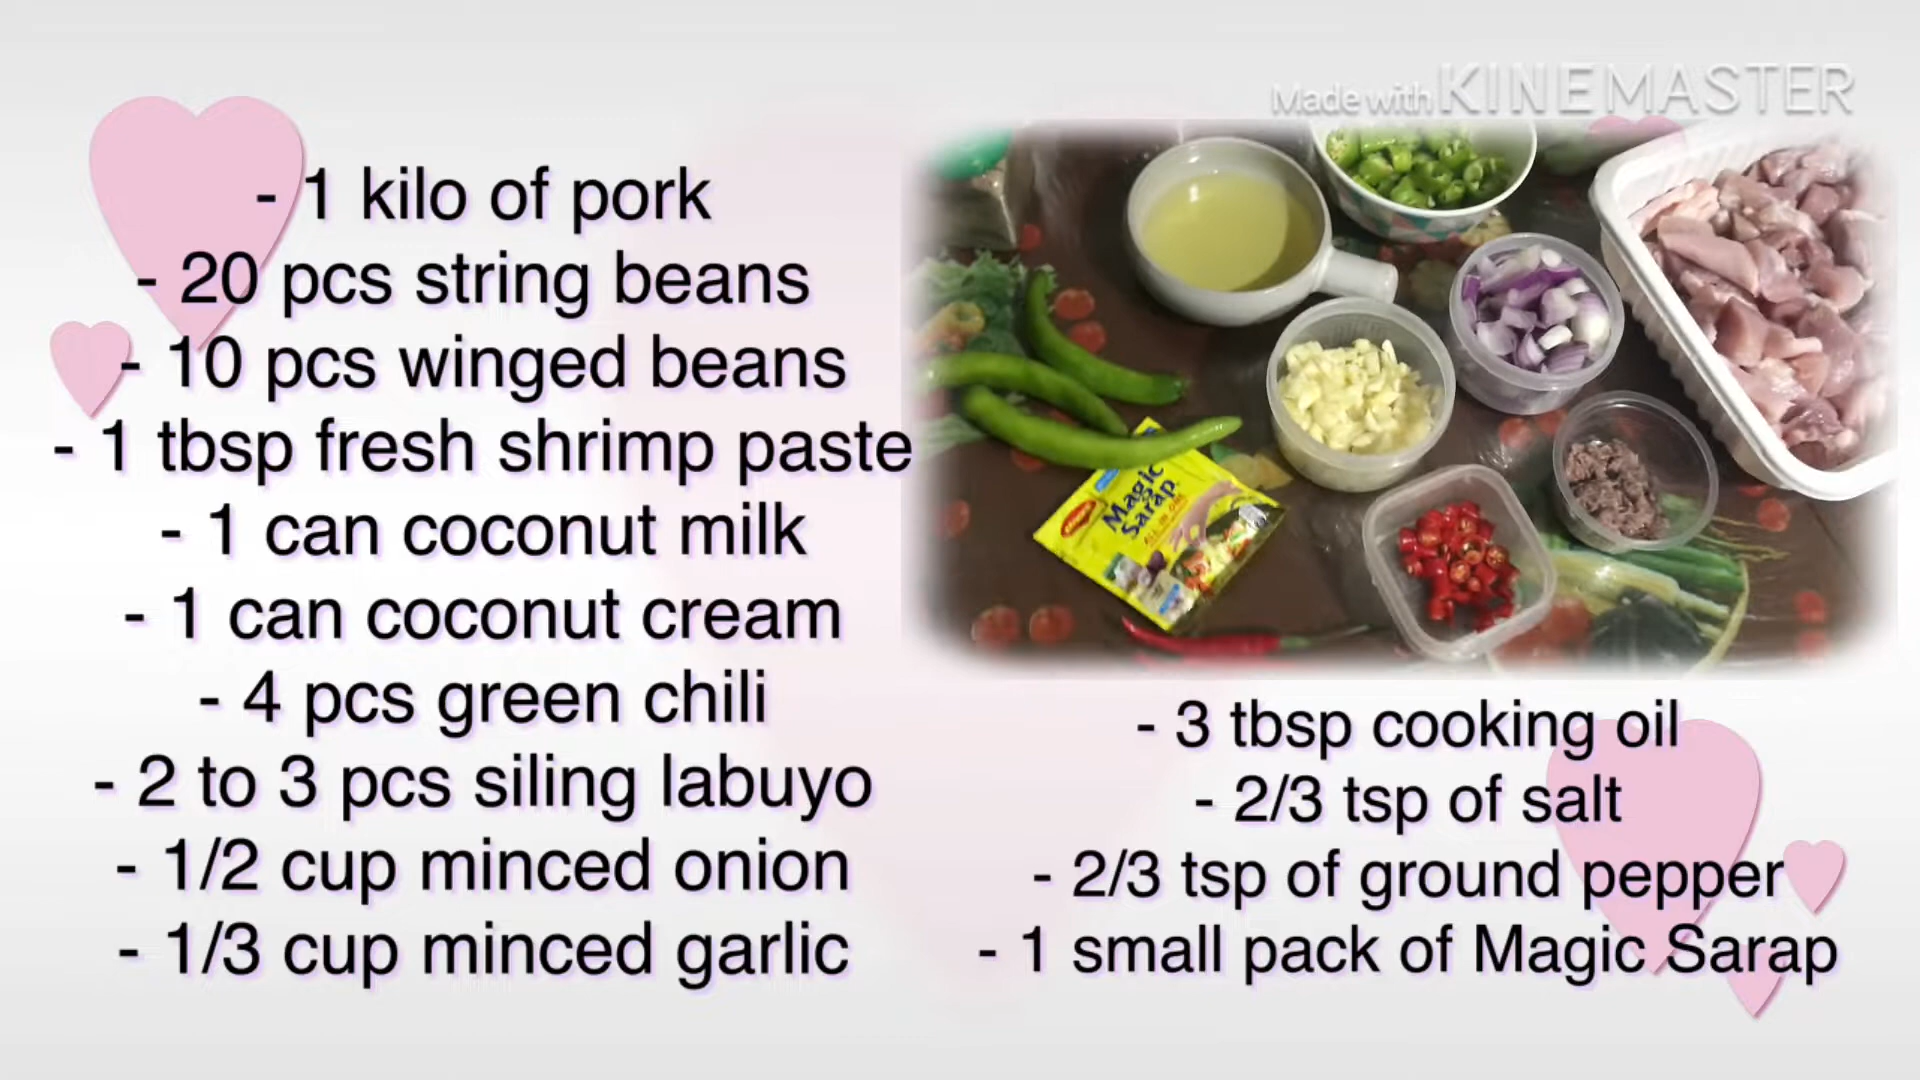 Made with KINEMASTER
- 1 kilo of pork
- 20 pcs string beans
- 10 pcs winged beans
- 1 tbsp fresh shrimp paste
- 1 can coconut milk
- 1 can coconut cream
- 4 pcs green chili
- 2 to 3 pcs siling labuyo
- 1/2 cup minced onion
- 1/3 cup minced garlic
Magic
Sarap
- 3 tbsp cooking oil
- 2/3 tsp of salt
- 2/3 tsp of ground pepper
- 1 small pack of Magic Sarap